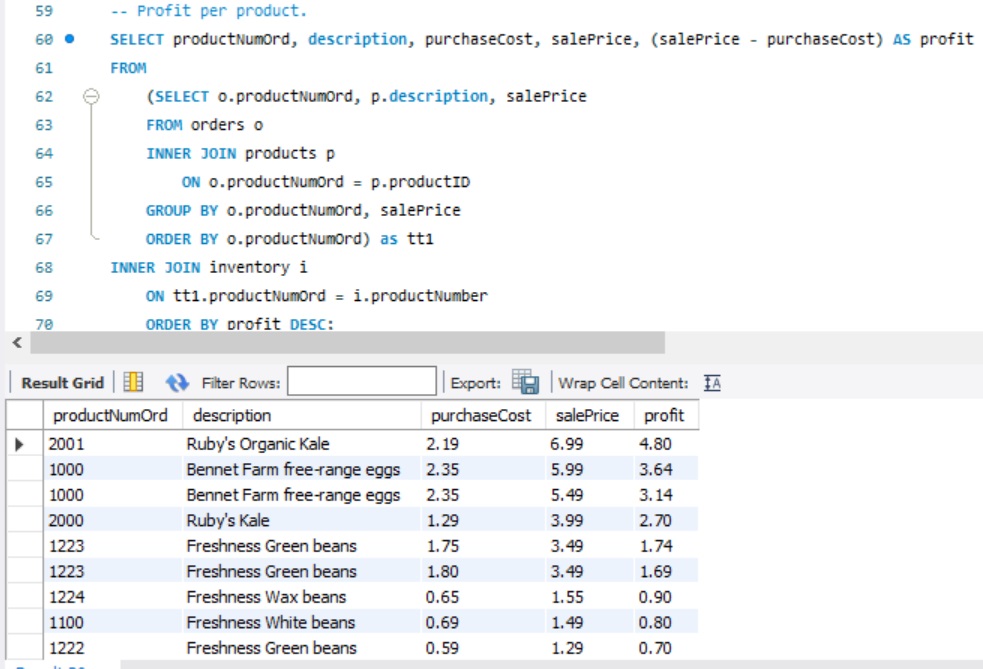 59 -- Profit per product.
60 SELECT productNumOrd, description, purchaseCost, salePrice, (salePrice - purchaseCost) AS profit
61 FROM
62 (SELECT o.productNumOrd, p.description, salePrice
63 FROM orders o
64 INNER JOIN products p
65 ON o.productNumOrd = p.productID
66 GROUP BY o.productNumOrd, salePrice
67 ORDER BY o.productNumOrd) as tt1
68 INNER JOIN inventory i
69 ON tt1.productNumOrd = i.productNumber
70 ORDER BY profit DESC;
Result Grid Filter Rows: Export: Wrap Cell Content: IA
productNumOrd description purchaseCost salePrice profit
2001 Ruby's Organic Kale 2.19 6.99 4.80
1000 Bennet Farm free-range eggs 2.35 5.99 3.64
1000 Bennet Farm free-range eggs 2.35 5.49 3.14
2000 Ruby's Kale 1.29 3.99 2.70
1223 Freshness Green beans 1.75 3.49 1.74
1223 Freshness Green beans 1.80 3.49 1.69
1224 Freshness Wax beans 0.65 1.55 0.90
1100 Freshness White beans 0.69 1.49 0.80
1222 Freshness Green beans 0.59 1.29 0.70